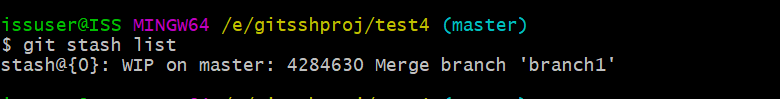 issuser@ISS MINGW64 /e/gitsshproj/test4 (master)
$ git stash list
stash@{0}: WIP on master: 4284630 Merge branch 'branch1'